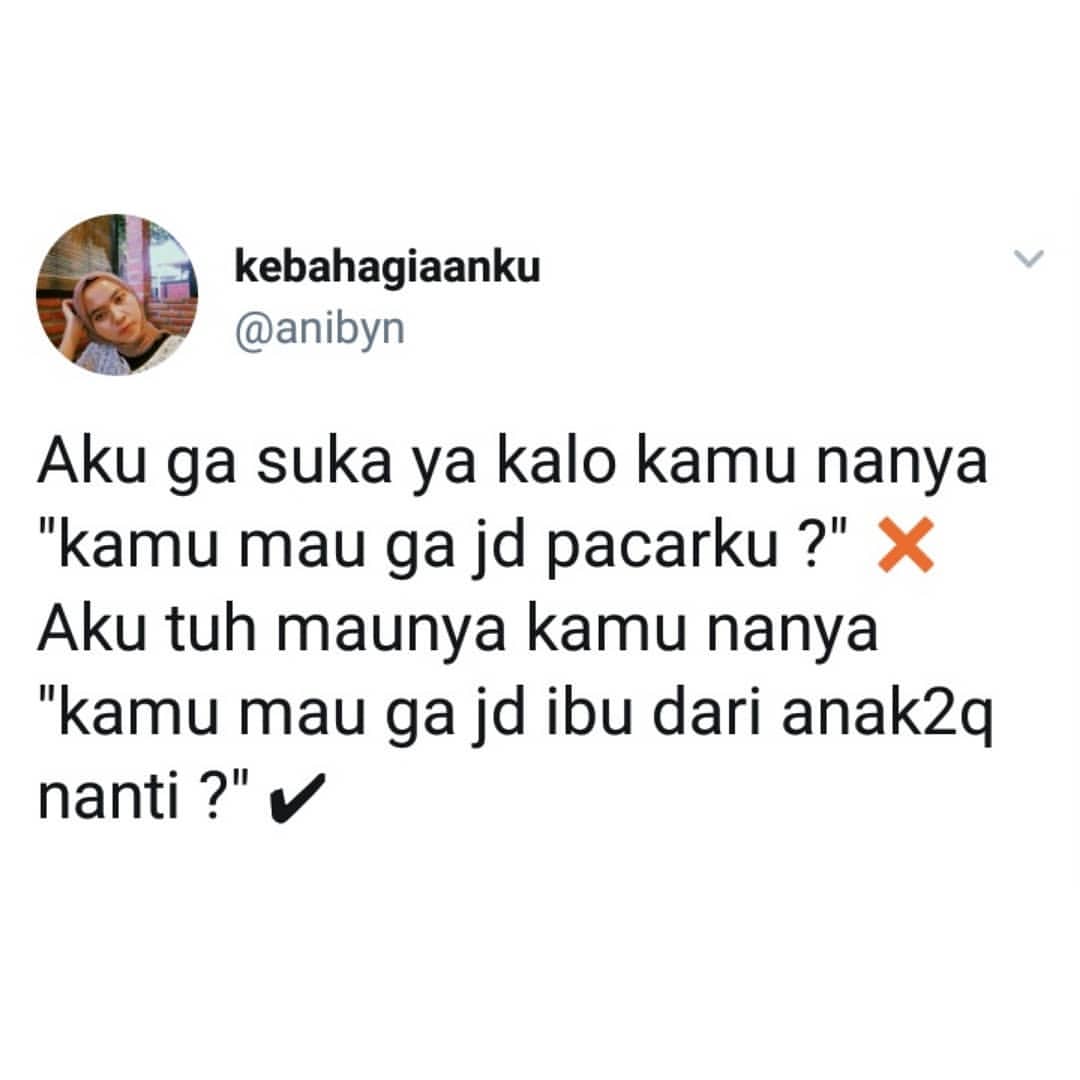 kebahagiaanku
@anibyn
Aku ga suka ya kalo kamu nanya
"kamu mau ga jd pacarku ?" ❌
Aku tuh maunya kamu nanya
"kamu mau ga jd ibu dari anak2q
nanti ?" ✔